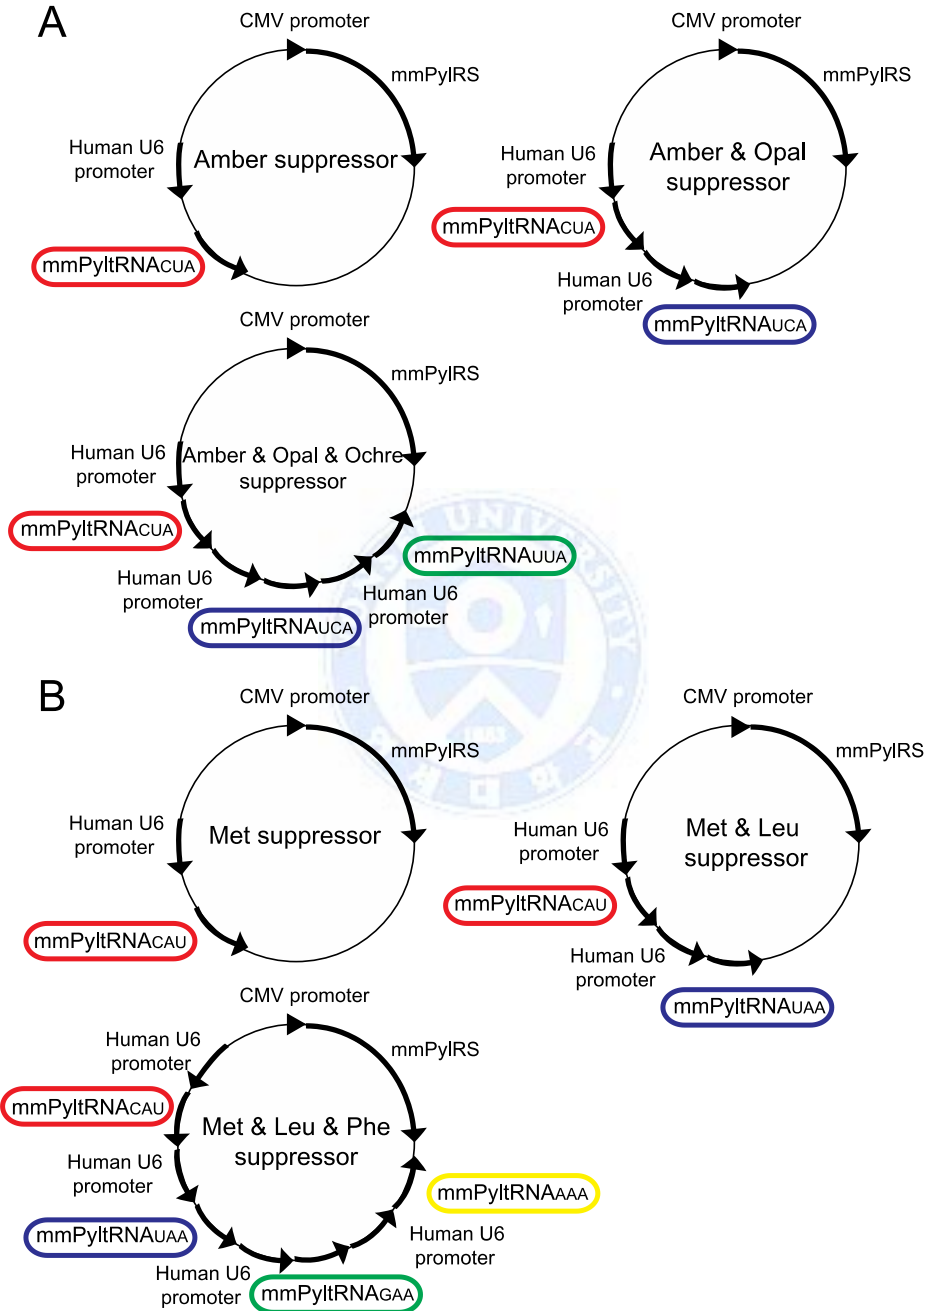 A
CMV promoter
mmPylRS
Human U6
promoter
Amber suppressor
mmPyltRNACUA
CMV promoter
mmPylRS
Human U6
promoter
Amber & Opal
suppressor
mmPyltRNACUA
Human U6
promoter
mmPyltRNAUCA
CMV promoter
mmPylRS
Human U6
promoter
Amber & Opal & Ochre
suppressor
mmPyltRNACUA
Human U6
promoter
mmPyltRNAUCA
Human U6
promoter
mmPyltRNAUUA
UNIVERSITY
B
CMV promoter
mmPylRS
Human U6
promoter
Met suppressor
mmPyltRNACAU
CMV promoter
mmPylRS
Human U6
promoter
Met & Leu
suppressor
mmPyltRNACAU
Human U6
promoter
mmPyltRNAUAA
CMV promoter
mmPylRS
Human U6
promoter
mmPyltRNACAU
Met & Leu & Phe
suppressor
Human U6
promoter
mmPyltRNAUAA
Human U6
promoter
mmPyltRNAGAA
Human U6
promoter
mmPyltRNAAAA